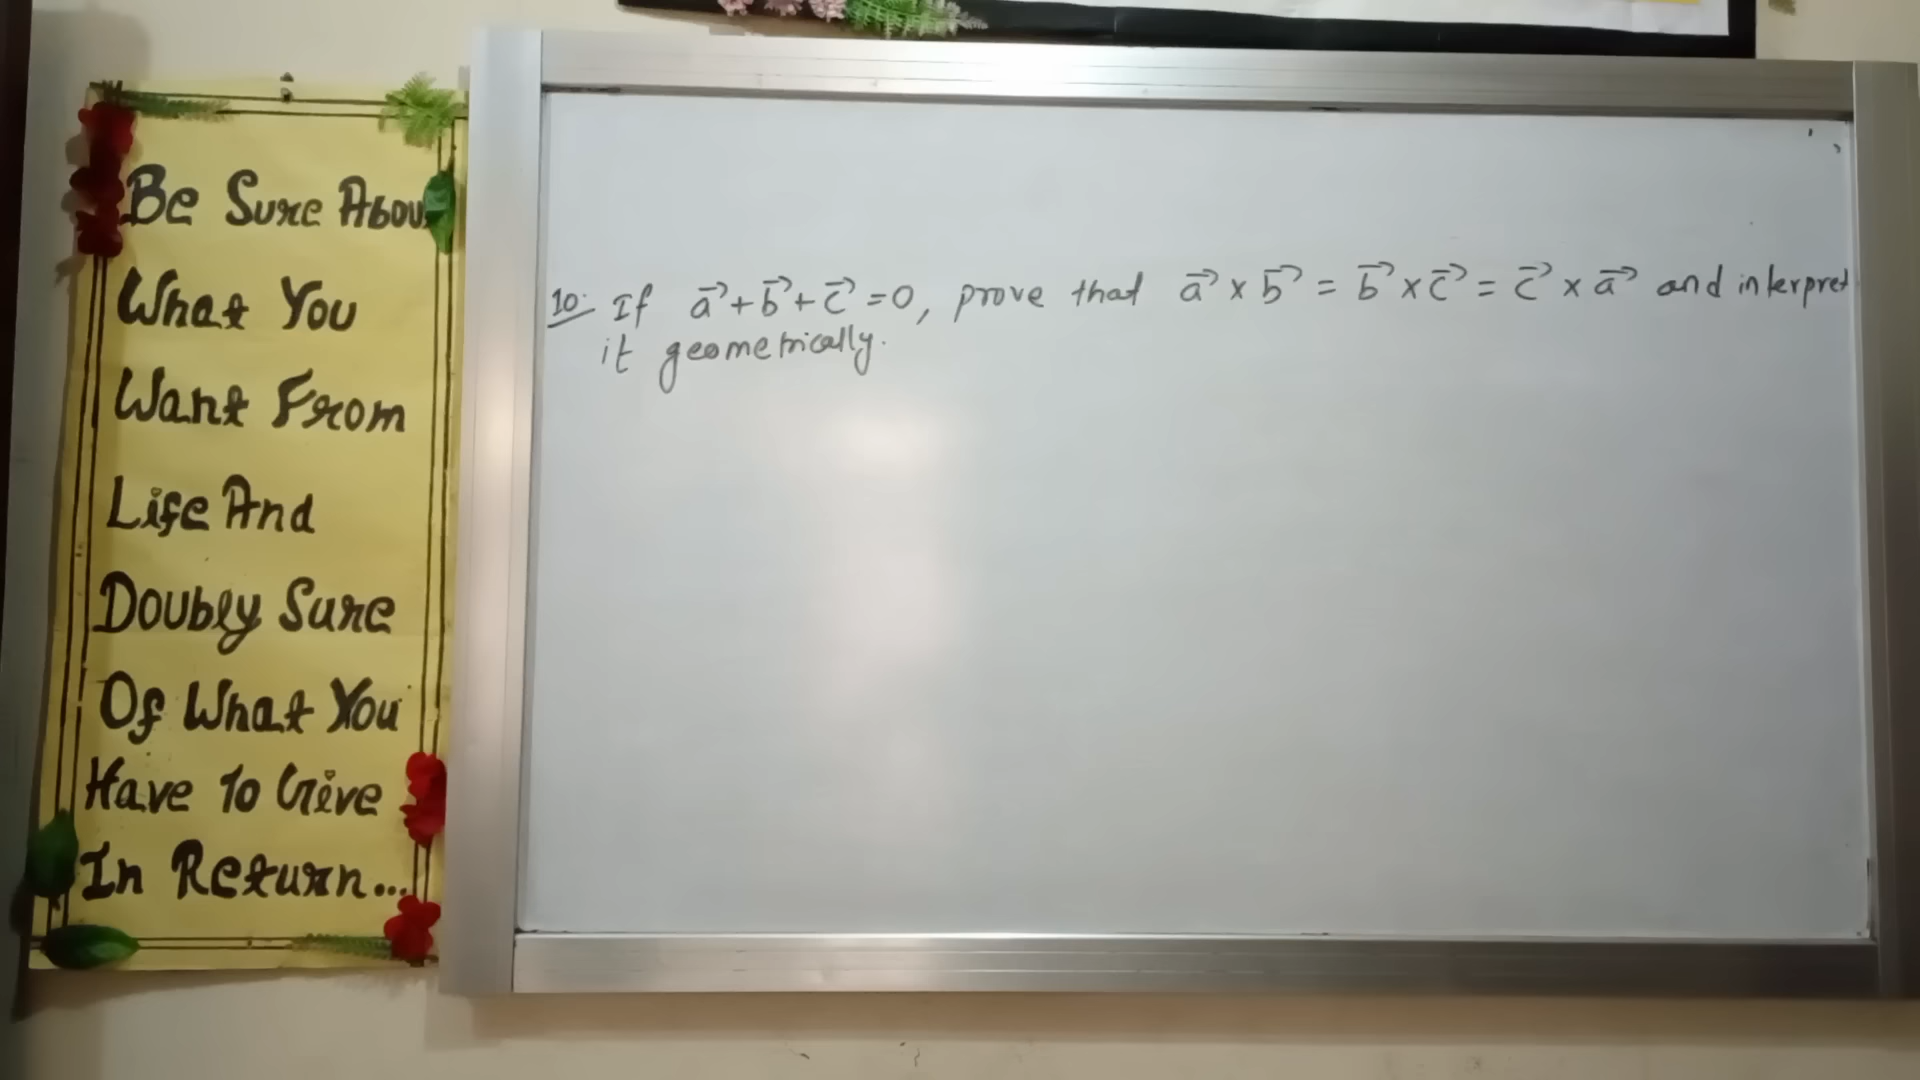 Be Sure Abou
What You
Want From
Life And
Doubly Sure
Of What You
Have To Give
In Return...
10. If a⃗ + b⃗ + c⃗ = 0, prove that a⃗ × b⃗ = b⃗ × c⃗ = c⃗ × a⃗ and interpret
it geometrically.